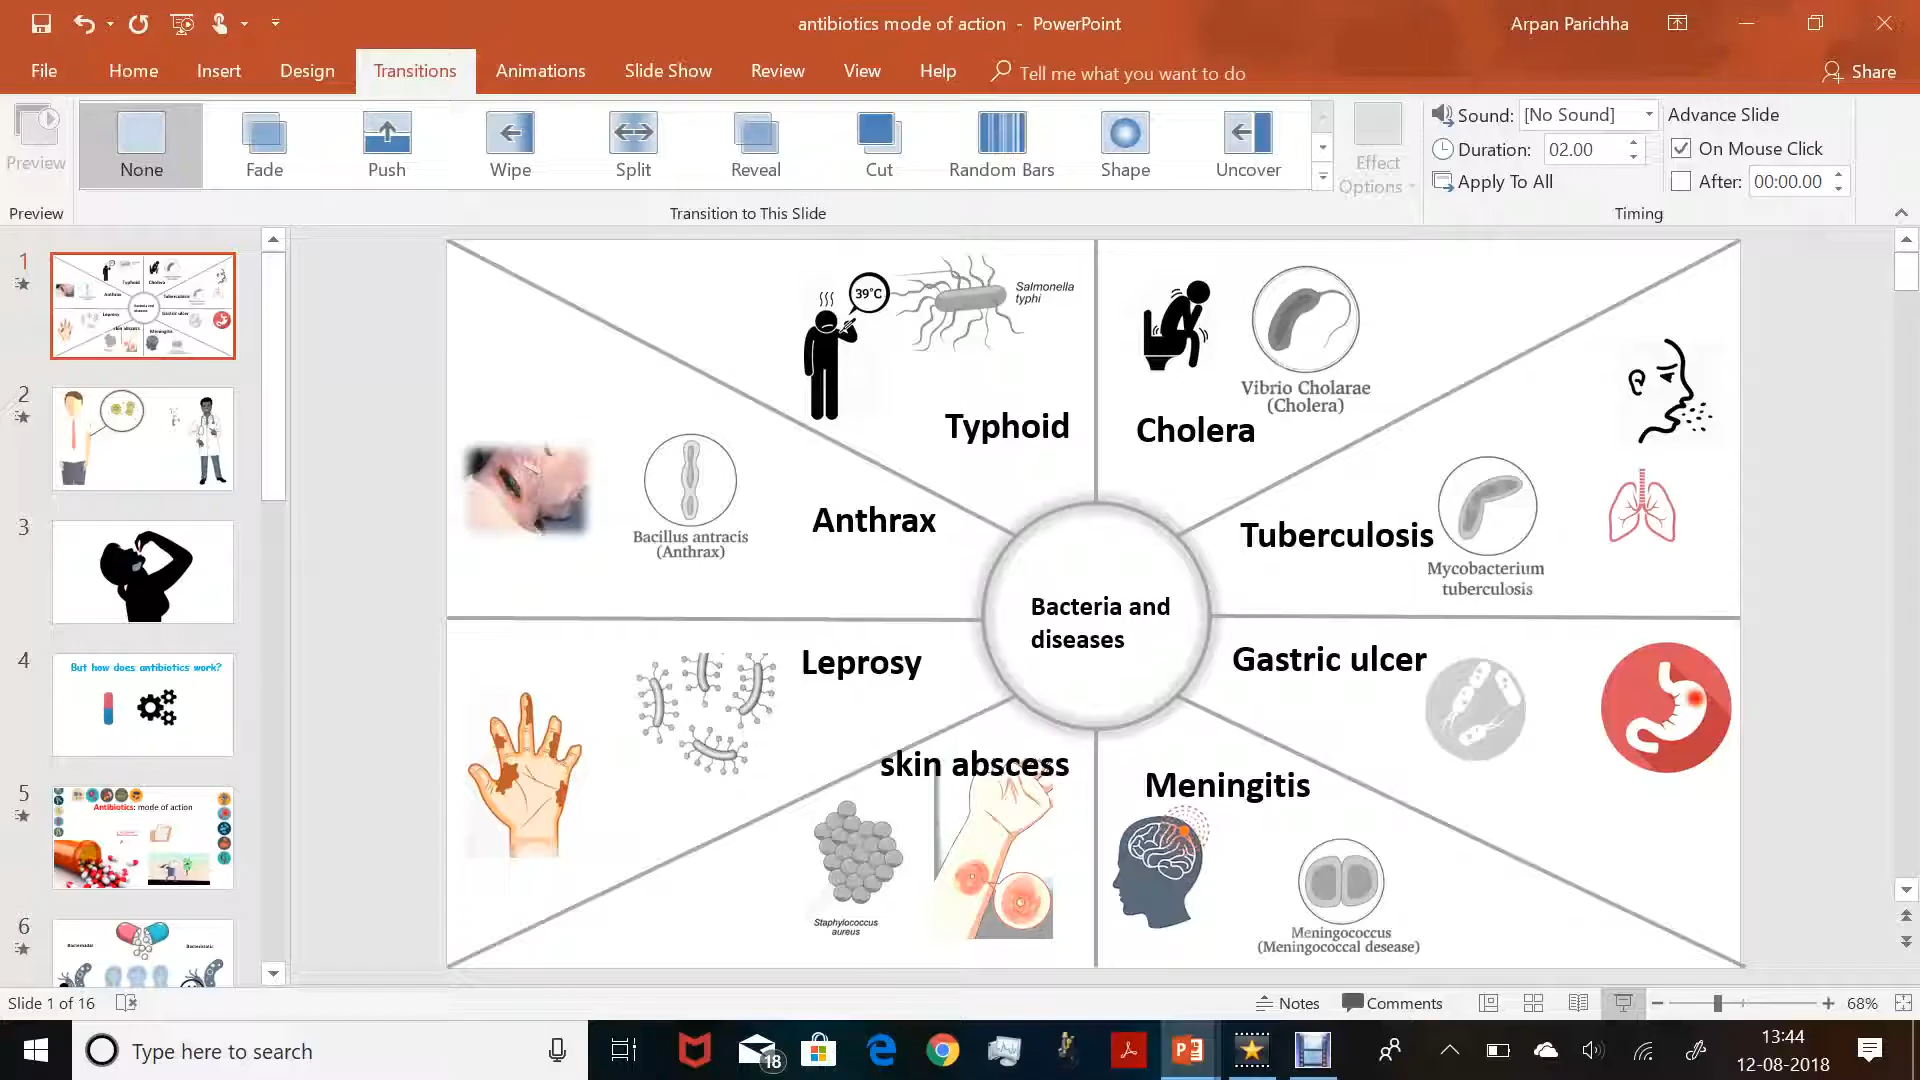 antibiotics mode of action - PowerPoint
Arpan Parichha
File Home Insert Design Transitions Animations Slide Show Review View Help Tell me what you want to do
Share
Preview
None Fade Push Wipe Split Reveal Cut Random Bars Shape Uncover
Effect
Options
Sound: [No Sound]
Duration: 02.00
Apply To All
Advance Slide
On Mouse Click
After: 00:00.00
Preview
Transition to This Slide
Timing
1
2
3
4
But how does antibiotics work?
5
Antibiotics: mode of action
6
39°C
Salmonella
typhi
Typhoid
Vibrio Cholarae
(Cholera)
Cholera
Bacillus antracis
(Anthrax)
Anthrax
Tuberculosis
Mycobacterium
tuberculosis
Bacteria and
diseases
Leprosy
Gastric ulcer
skin abscess
Staphylococcus
aureus
Meningitis
Meningococcus
(Meningococcal desease)
Slide 1 of 16
Notes
Comments
68%
Type here to search
18
13:44
12-08-2018